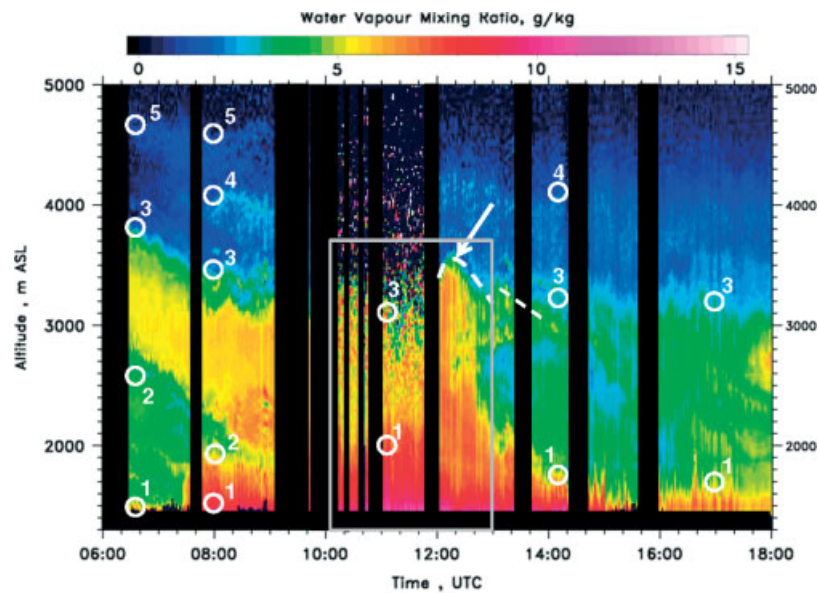 Water Vapour Mixing Ratio, g/kg
0 5 10 15
5000 5000
5 5
4 4
4000 4000
3 3 3 3 3
3000 3000
2
2 1
2000 2000
1 1 1 1
06:00 08:00 10:00 12:00 14:00 16:00 18:00
Time , UTC
Altitude , m ASL